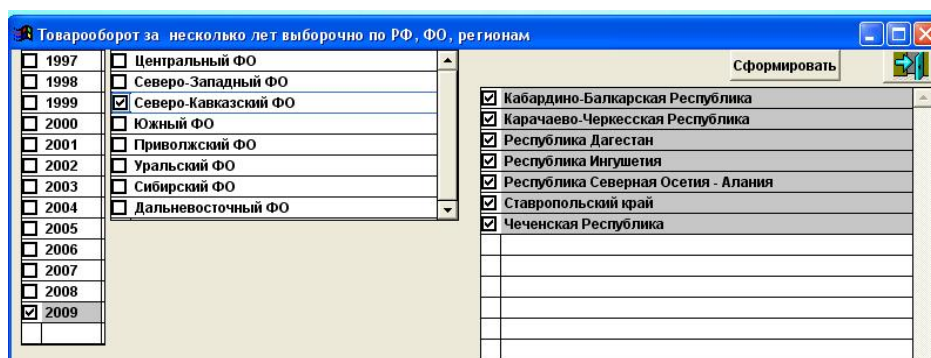 Товарооборот за несколько лет выборочно по РФ, ФО, регионам
1997
1998
1999
2000
2001
2002
2003
2004
2005
2006
2007
2008
2009
Центральный ФО
Северо-Западный ФО
Северо-Кавказский ФО
Южный ФО
Приволжский ФО
Уральский ФО
Сибирский ФО
Дальневосточный ФО
Сформировать
Кабардино-Балкарская Республика
Карачаево-Черкесская Республика
Республика Дагестан
Республика Ингушетия
Республика Северная Осетия - Алания
Ставропольский край
Чеченская Республика